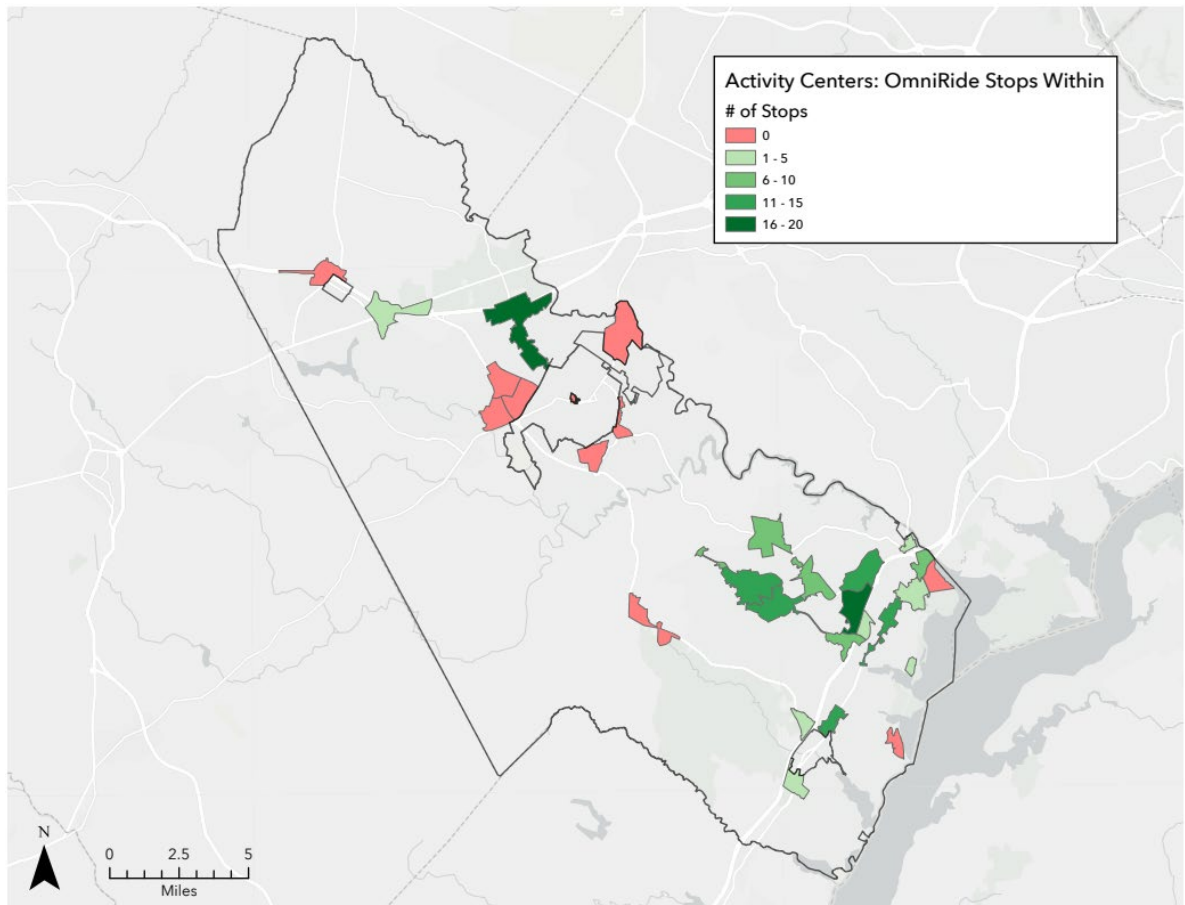 Activity Centers: OmniRide Stops Within
# of Stops
0
1 - 5
6 - 10
11 - 15
16 - 20
N
0 2.5 5
Miles